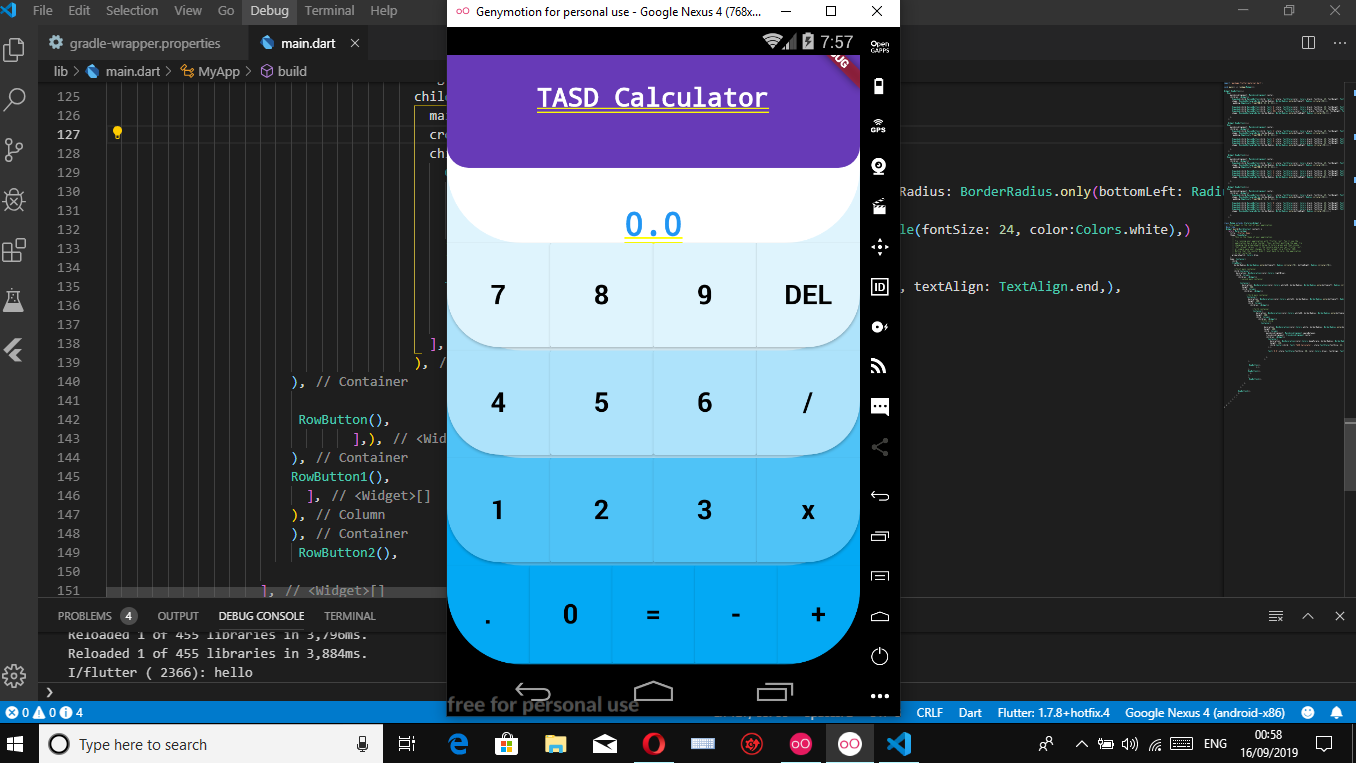 File Edit Selection View Go Debug Terminal Help
Genymotion for personal use - Google Nexus 4 (768x...
gradle-wrapper.properties
main.dart
lib > main.dart > MyApp > build
7:57
TASD Calculator
0.0
7 8 9 DEL
4 5 6 /
1 2 3 x
. 0 = - +
free for personal use
Open
GAPPS
GPS
ID
125 child
126 mai
127 cro
128 chi
129
130 Radius: BorderRadius.only(bottomLeft: Radi
131
132 le(fontSize: 24, color:Colors.white),)
133
134
135 , textAlign: TextAlign.end,),
136
137
138 ],
139 ), /
140 ), // Container
141
142 RowButton(),
143 ],), // <Wid
144 ), // Container
145 RowButton1(),
146 ], // <Widget>[]
147 ), // Column
148 ), // Container
149 RowButton2(),
150
151 ], // <Widget>[]
PROBLEMS 4 OUTPUT DEBUG CONSOLE TERMINAL
Reloaded 1 of 455 libraries in 3,796ms.
Reloaded 1 of 455 libraries in 3,884ms.
I/flutter ( 2366): hello
0 0 4
CRLF Dart Flutter: 1.7.8+hotfix.4 Google Nexus 4 (android-x86)
Type here to search
ENG
00:58
16/09/2019